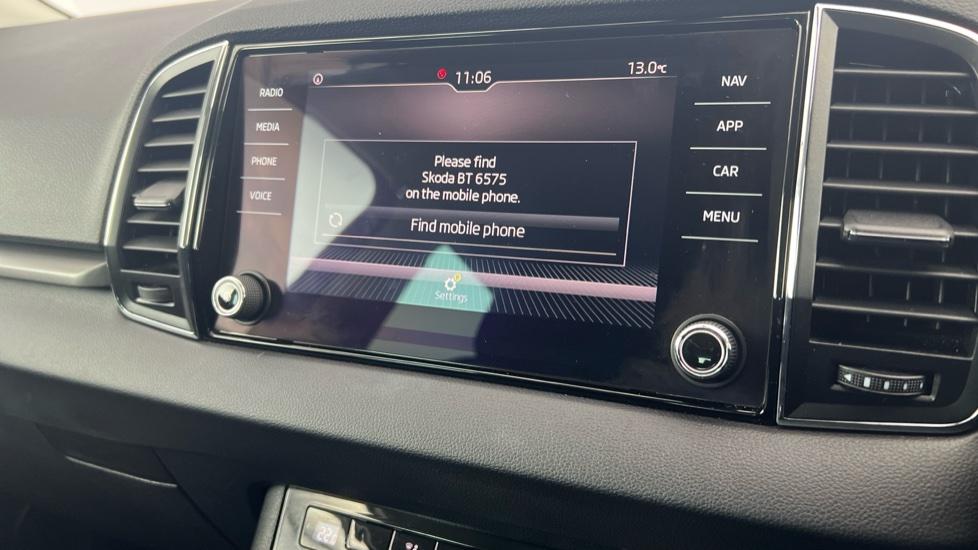 11:06
13.0°C
RADIO
MEDIA
PHONE
VOICE
Please find
Skoda BT 6575
on the mobile phone.
Find mobile phone
Settings
NAV
APP
CAR
MENU